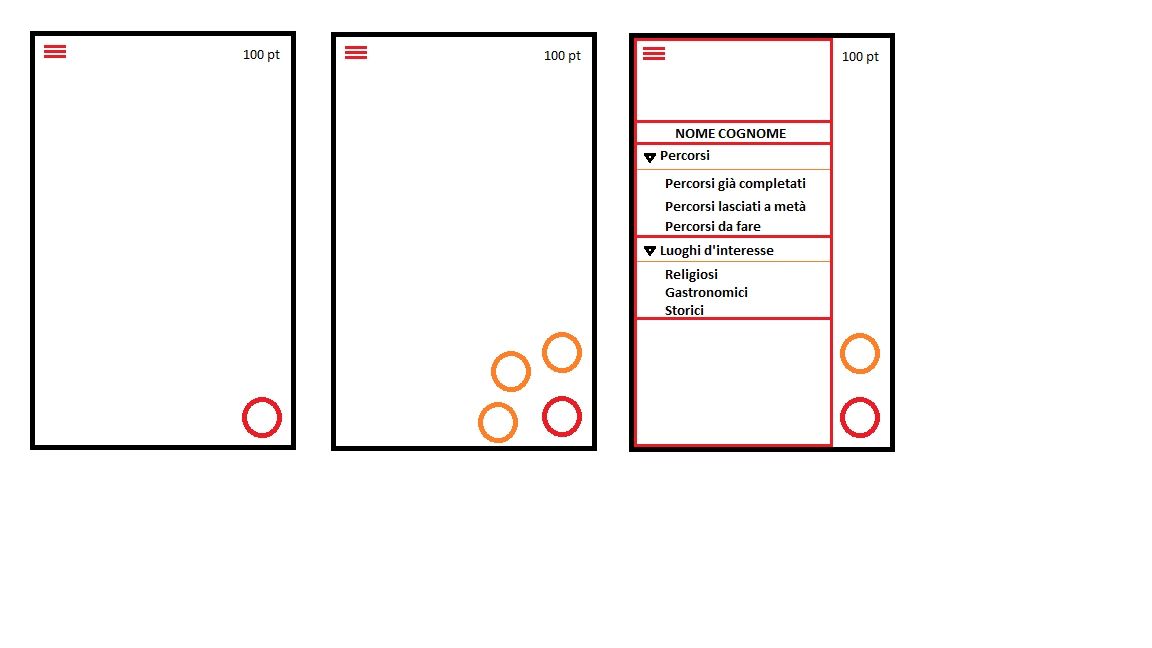 100 pt
100 pt
100 pt
NOME COGNOME
Percorsi
Percorsi già completati
Percorsi lasciati a metà
Percorsi da fare
Luoghi d'interesse
Religiosi
Gastronomici
Storici